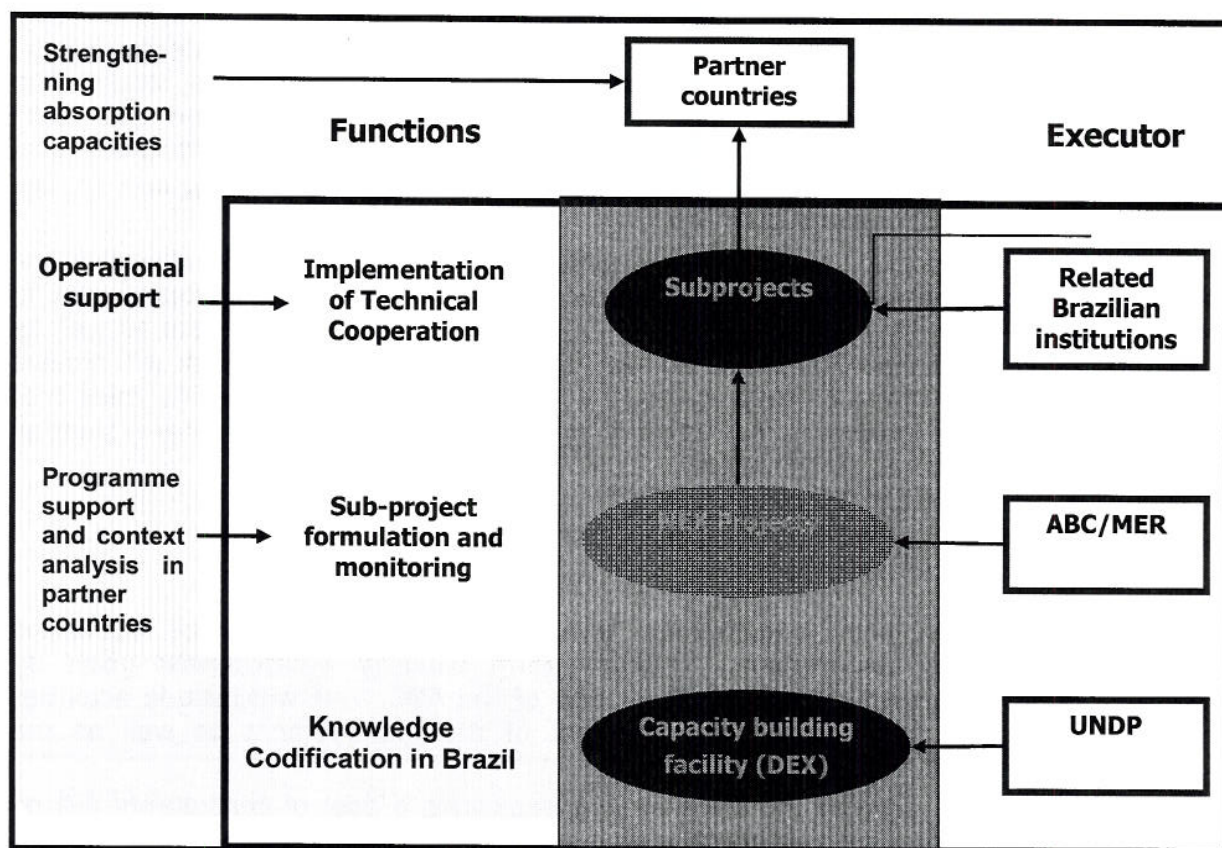 Strengthe-
ning
absorption
capacities
Partner
countries
Functions
Executor
Operational
support
Implementation
of Technical
Cooperation
Subprojects
Related
Brazilian
institutions
Programme
support
and context
analysis in
partner
countries
Sub-project
formulation and
monitoring
ABC/MER
Knowledge
Codification in Brazil
Capacity building
facility (DEX)
UNDP